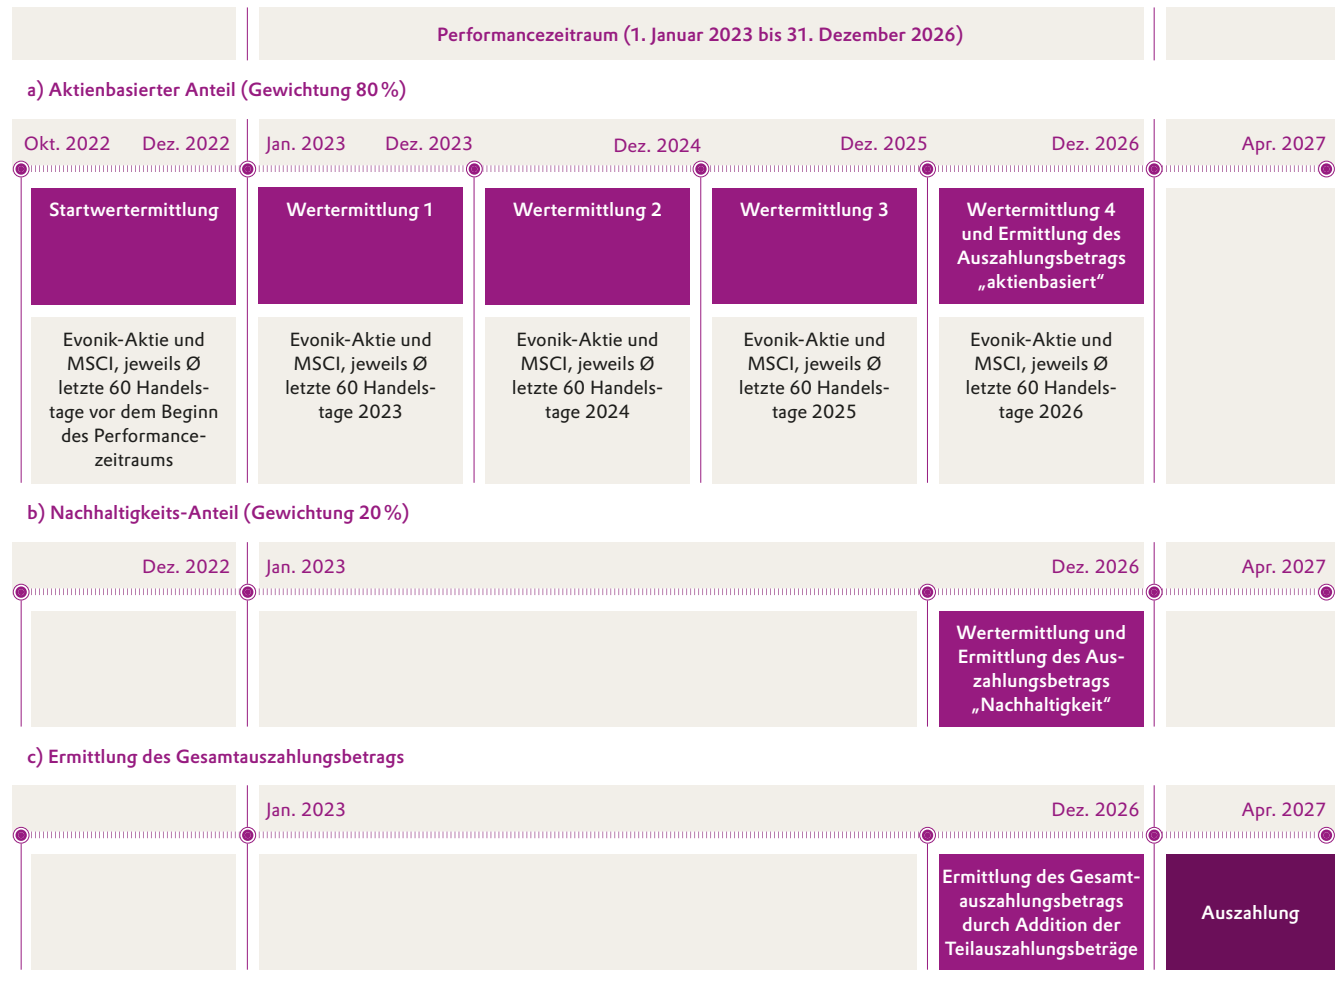 Performancezeitraum (1. Januar 2023 bis 31. Dezember 2026)
a) Aktienbasierter Anteil (Gewichtung 80 %)
Okt. 2022 Dez. 2022 Jan. 2023 Dez. 2023 Dez. 2024 Dez. 2025 Dez. 2026 Apr. 2027
Startwertermittlung
Wertermittlung 1
Wertermittlung 2
Wertermittlung 3
Wertermittlung 4
und Ermittlung des
Auszahlungsbetrags
„aktienbasiert“
Evonik-Aktie und
MSCI, jeweils Ø
letzte 60 Handels-
tage vor dem Beginn
des Performance-
zeitraums
Evonik-Aktie und
MSCI, jeweils Ø
letzte 60 Handels-
tage 2023
Evonik-Aktie und
MSCI, jeweils Ø
letzte 60 Handels-
tage 2024
Evonik-Aktie und
MSCI, jeweils Ø
letzte 60 Handels-
tage 2025
Evonik-Aktie und
MSCI, jeweils Ø
letzte 60 Handels-
tage 2026
b) Nachhaltigkeits-Anteil (Gewichtung 20 %)
Dez. 2022 Jan. 2023 Dez. 2026 Apr. 2027
Wertermittlung und
Ermittlung des Aus-
zahlungsbetrags
„Nachhaltigkeit“
c) Ermittlung des Gesamtauszahlungsbetrags
Jan. 2023 Dez. 2026 Apr. 2027
Ermittlung des Gesamt-
auszahlungsbetrags
durch Addition der
Teilauszahlungsbeträge
Auszahlung